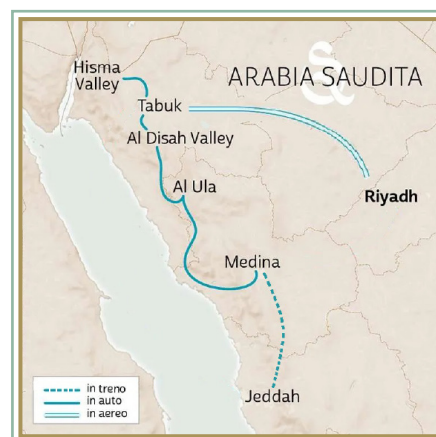 Hisma
Valley
ARABIA SAUDITA
Tabuk
Al Disah Valley
Al Ula
Riyadh
Medina
Jeddah
in treno
in auto
in aereo